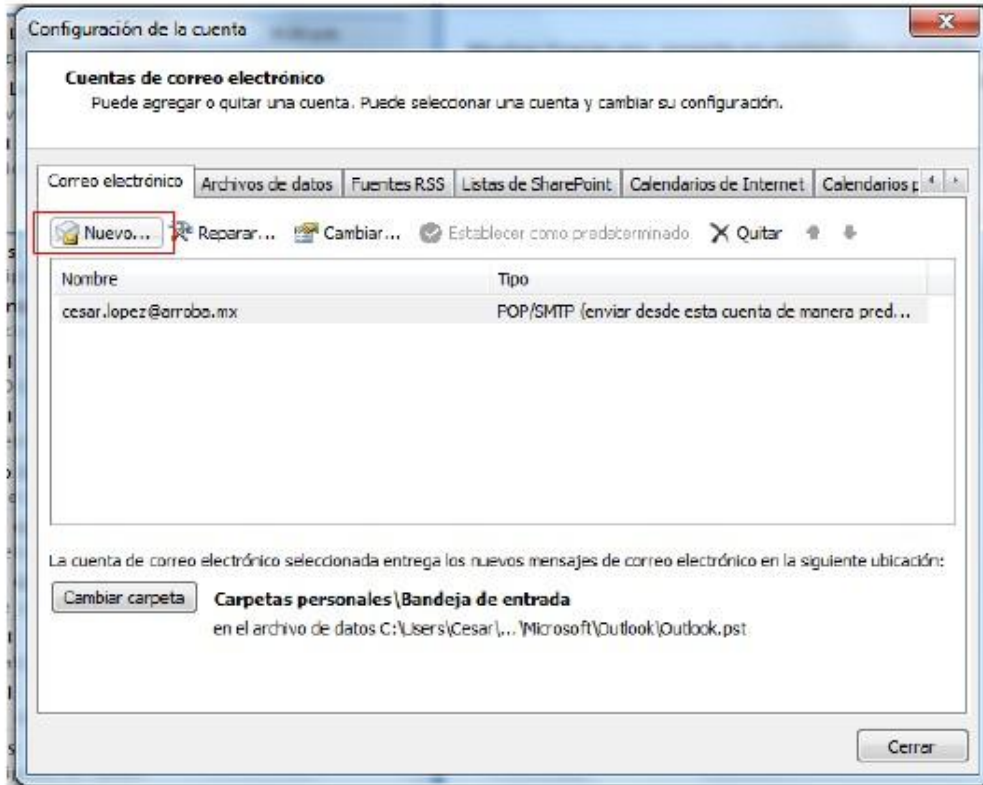 Configuración de la cuenta
Cuentas de correo electrónico
Puede agregar o quitar una cuenta. Puede seleccionar una cuenta y cambiar su configuración.
Correo electrónico Archivos de datos Fuentes RSS Listas de SharePoint Calendarios de Internet Calendarios p
Nuevo... Reparar... Cambiar... Establecer como predeterminado Quitar
Nombre Tipo
cesar.lopez@arroba.mx POP/SMTP (enviar desde esta cuenta de manera pred...
La cuenta de correo electrónico seleccionada entrega los nuevos mensajes de correo electrónico en la siguiente ubicación:
Cambiar carpeta Carpetas personales\Bandeja de entrada
en el archivo de datos C:\Users\Cesar\...\Microsoft\Outlook\Outlook.pst
Cerrar